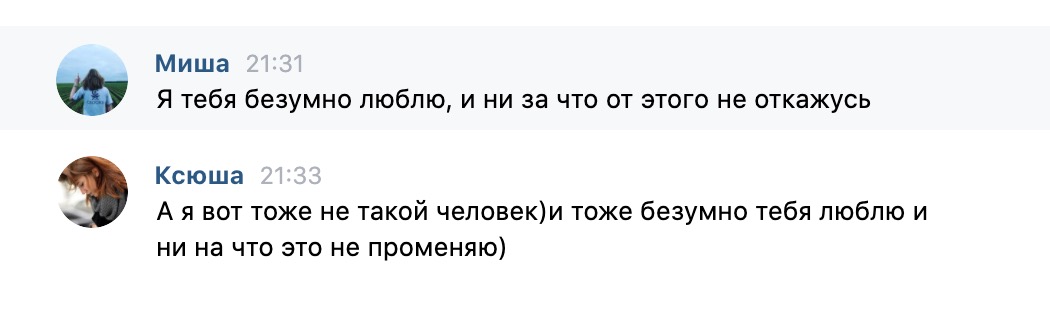 Миша 21:31
Я тебя безумно люблю, и ни за что от этого не откажусь
Ксюша 21:33
А я вот тоже не такой человек)и тоже безумно тебя люблю и
ни на что это не променяю)